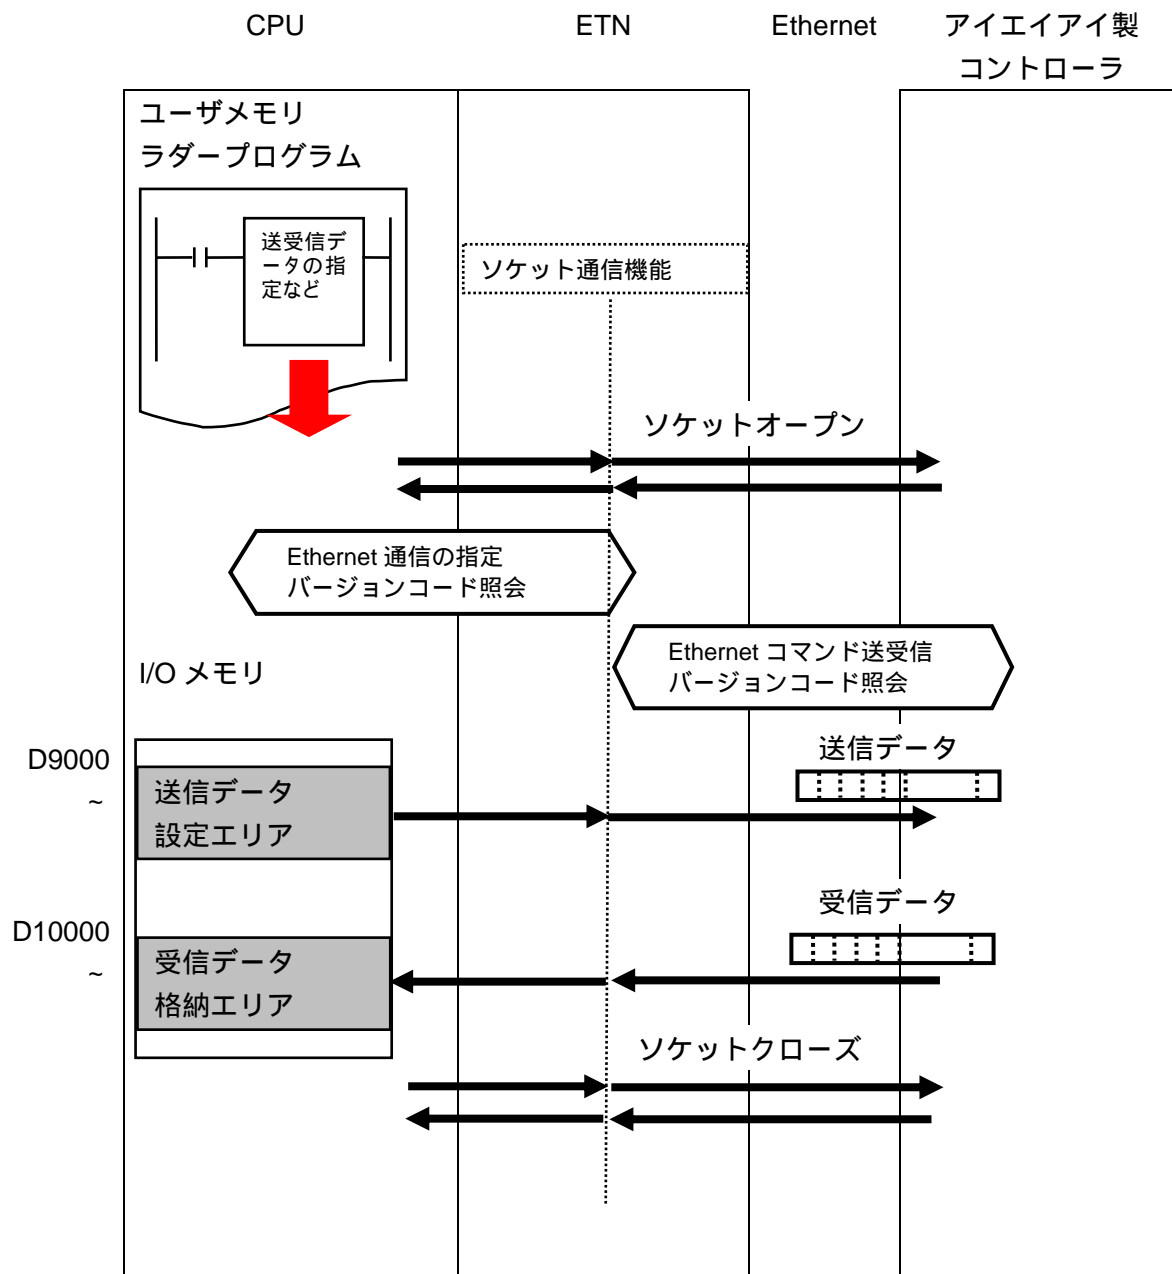 CPU
ETN
Ethernet
アイエイアイ製
コントローラ
ユーザメモリ
ラダープログラム
送受信デ
ータの指
定など
ソケット通信機能
ソケットオープン
Ethernet 通信の指定
バージョンコード照会
Ethernet コマンド送受信
バージョンコード照会
I/O メモリ
D9000
~
送信データ
設定エリア
送信データ
D10000
~
受信データ
格納エリア
受信データ
ソケットクローズ